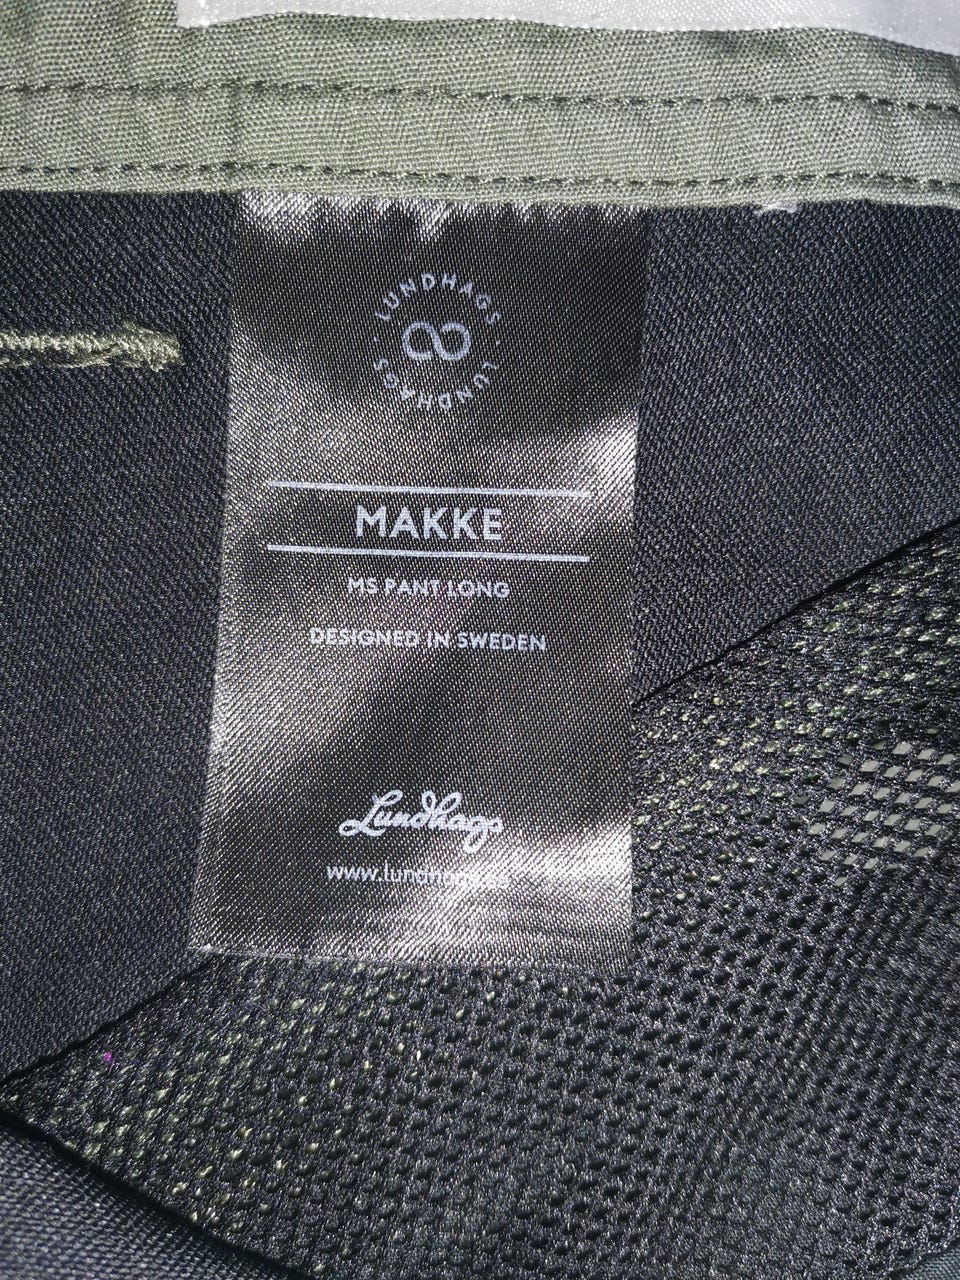 LUNDHAGS · LUNDHAGS ·
MAKKE
MS PANT LONG
DESIGNED IN SWEDEN
Lundhags